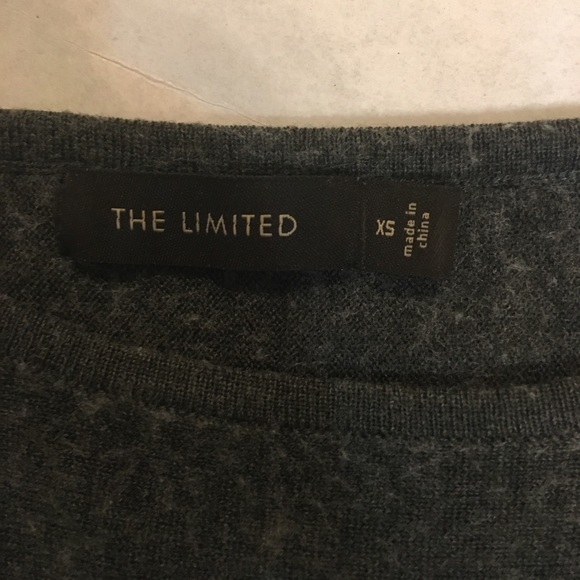 THE LIMITED
XS
made in
china